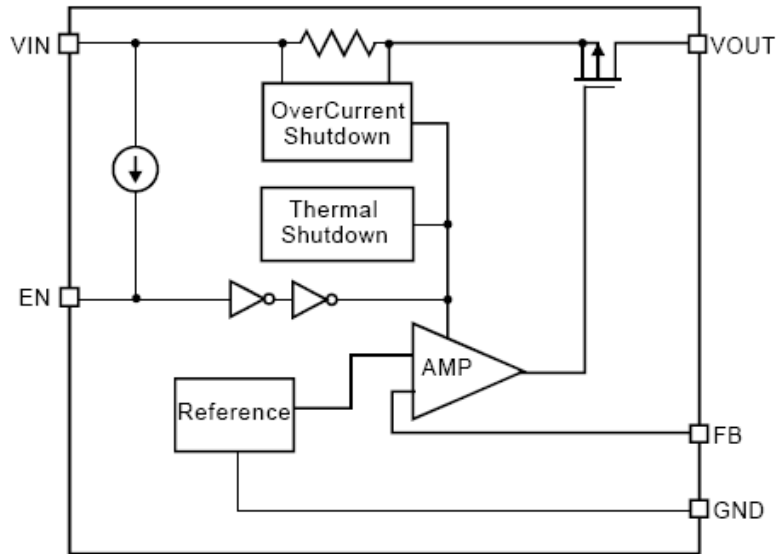 VIN
VOUT
OverCurrent
Shutdown
Thermal
Shutdown
EN
AMP
Reference
FB
GND